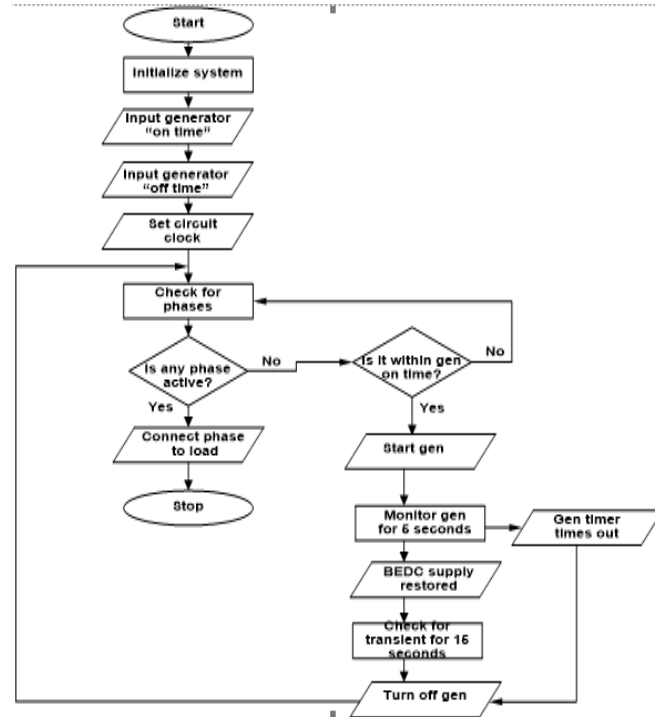 Start
Initialize system
Input generator
“on time”
Input generator
“off time”
Set circuit
clock
Check for
phases
Is any phase
active?
No
Is it within gen
on time?
No
Yes
Connect phase
to load
Stop
Yes
Start gen
Monitor gen
for 5 seconds
Gen timer
times out
BEDC supply
restored
Check for
transient for 15
seconds
Turn off gen